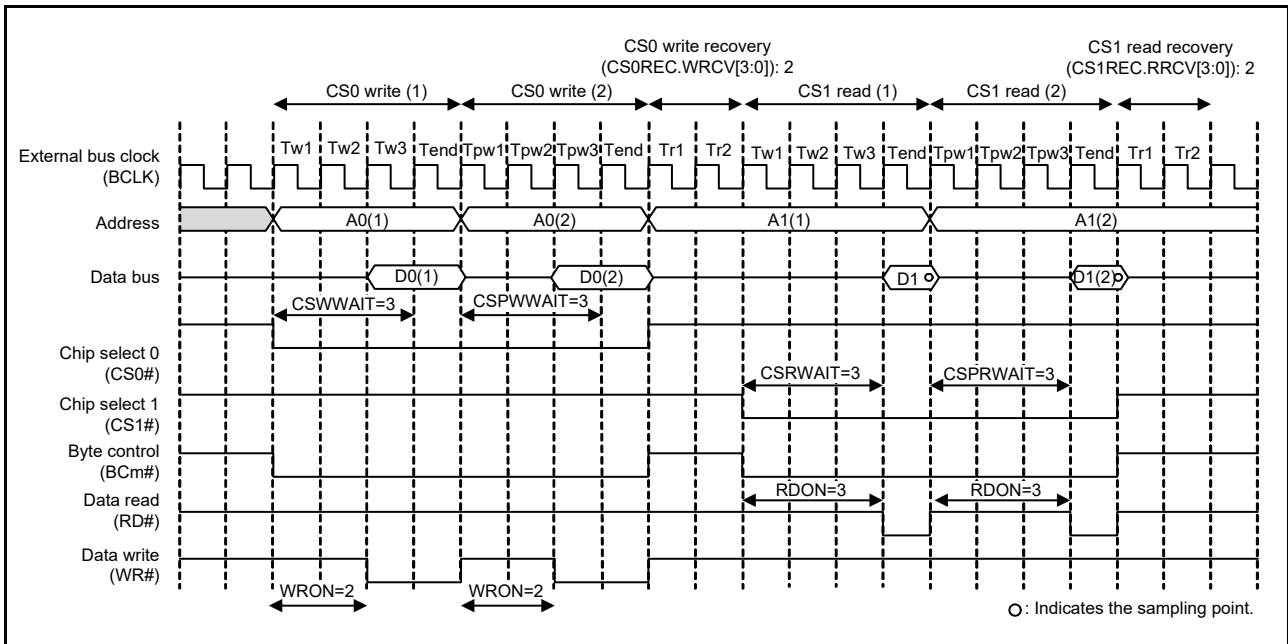 CS0 write recovery
(CS0REC.WRCV[3:0]): 2
CS1 read recovery
(CS1REC.RRCV[3:0]): 2
CS0 write (1)
CS0 write (2)
CS1 read (1)
CS1 read (2)
Tw1 Tw2 Tw3 Tend Tpw1 Tpw2 Tpw3 Tend Tr1 Tr2 Tw1 Tw2 Tw3 Tend Tpw1 Tpw2 Tpw3 Tend Tr1 Tr2
External bus clock
(BCLK)
Address
A0(1)
A0(2)
A1(1)
A1(2)
Data bus
D0(1)
D0(2)
D1
D1(2)
CSWWAIT=3
CSPWWAIT=3
Chip select 0
(CS0#)
CSRWAIT=3
CSPRWAIT=3
Chip select 1
(CS1#)
Byte control
(BCm#)
RDON=3
RDON=3
Data read
(RD#)
Data write
(WR#)
WRON=2
WRON=2
: Indicates the sampling point.